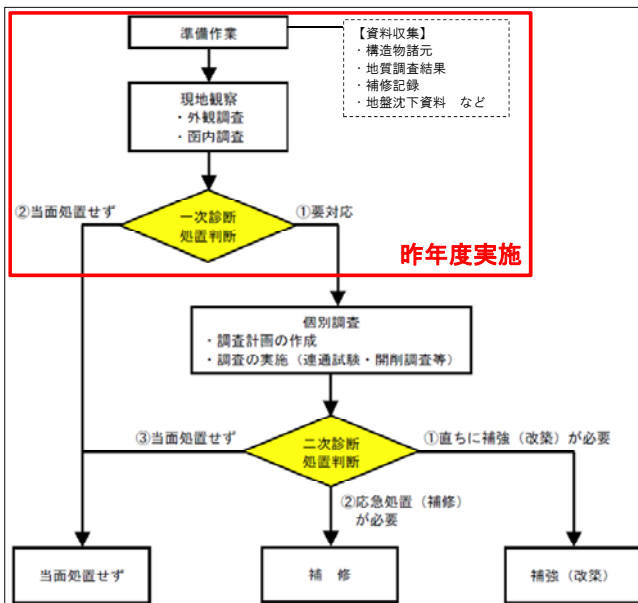 準備作業
【資料収集】
・構造物諸元
・地質調査結果
・補修記録
・地盤沈下資料　など
現地観察
・外観調査
・函内調査
②当面処置せず
一次診断
処置判断
①要対応
昨年度実施
個別調査
・調査計画の作成
・調査の実施（連通試験・開削調査等）
③当面処置せず
二次診断
処置判断
①直ちに補強（改築）が必要
②応急処置（補修）
が必要
当面処置せず
補　修
補強（改築）